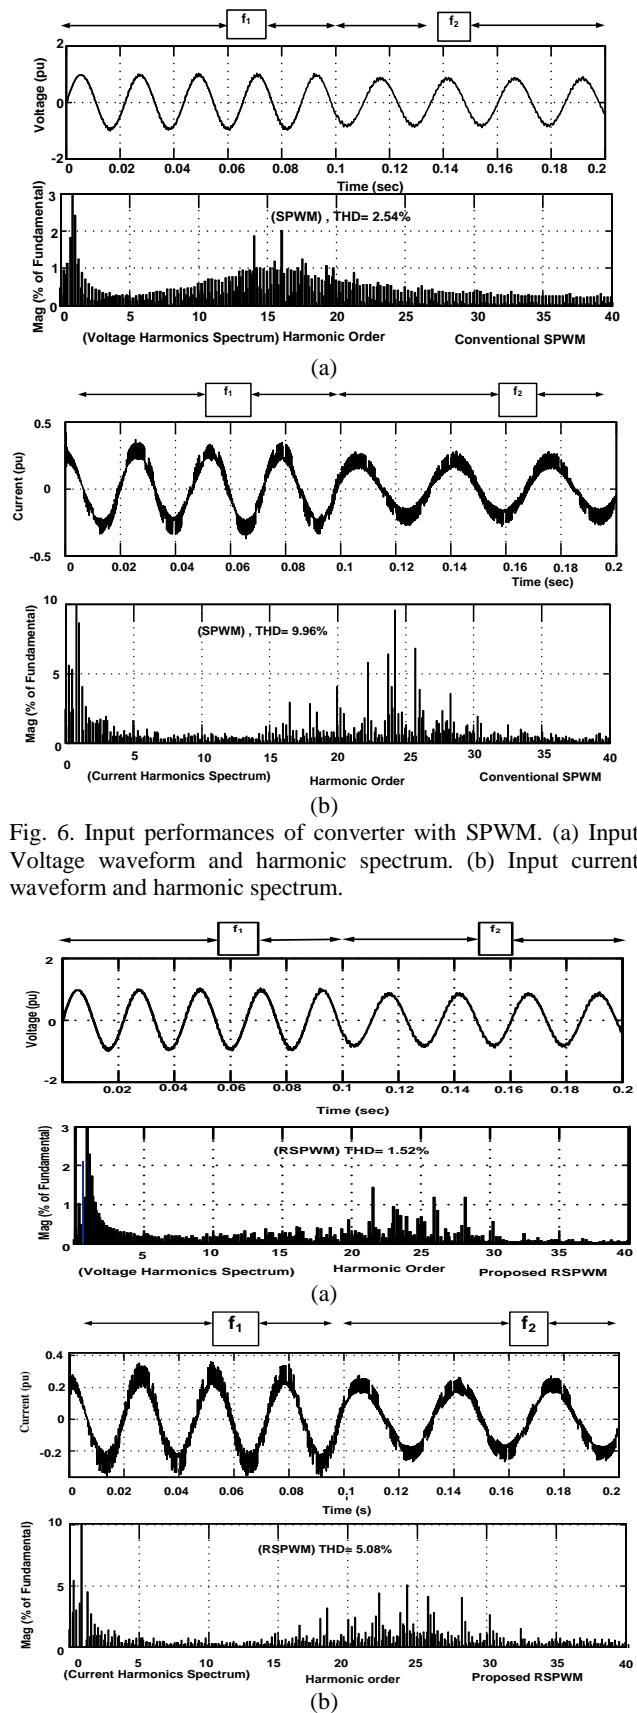 f1 f2
2
Voltage (pu)
0
-2
0 0.02 0.04 0.06 0.08 0.1 0.12 0.14 0.16 0.18 0.2
Time (sec)
3
(SPWM) , THD= 2.54%
Mag (% of Fundamental)
2
1
0
0 5 10 15 20 25 30 35 40
(Voltage Harmonics Spectrum) Harmonic Order Conventional SPWM
(a)
f1 f2
0.5
Current (pu)
0
-0.5
0 0.02 0.04 0.06 0.08 0.1 0.12 0.14 0.16 0.18 0.2
Time (sec)
10
(SPWM) , THD= 9.96%
Mag (% of Fundamental)
5
0
0 5 10 15 20 25 30 35 40
(Current Harmonics Spectrum) Harmonic Order Conventional SPWM
(b)
Fig. 6. Input performances of converter with SPWM. (a) Input
Voltage waveform and harmonic spectrum. (b) Input current
waveform and harmonic spectrum.
f1 f2
2
Voltage (pu)
0
-2
0.02 0.04 0.06 0.08 0.1 0.12 0.14 0.16 0.18 0.2
Time (sec)
3
(RSPWM) THD= 1.52%
Mag (% of Fundamental)
2
1
0
5 10 15 20 25 30 35 40
(Voltage Harmonics Spectrum) Harmonic Order Proposed RSPWM
(a)
f1 f2
0.4
0.2
Current (pu)
0
-0.2
0 0.02 0.04 0.06 0.08 0.1 0.12 0.14 0.16 0.18 0.2
Time (s)
10
(RSPWM) THD= 5.08%
Mag (% of Fundamental)
5
0
0 5 10 15 20 25 30 35 40
(Current Harmonics Spectrum) Harmonic order Proposed RSPWM
(b)